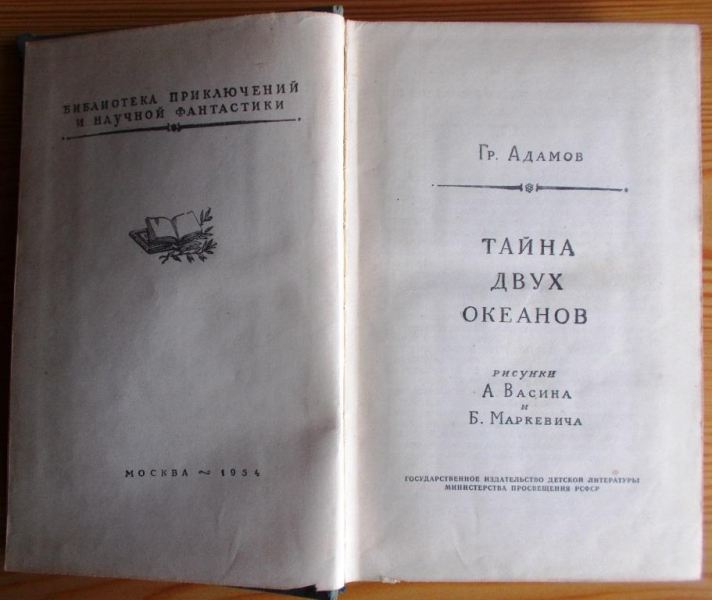 БИБЛИОТЕКА ПРИКЛЮЧЕНИЙ
И НАУЧНОЙ ФАНТАСТИКИ
МОСКВА ~ 1954
ГР. АДАМОВ
ТАЙНА
ДВУХ
ОКЕАНОВ
РИСУНКИ
А ВАСИНА
И
Б. МАРКЕВИЧА
ГОСУДАРСТВЕННОЕ ИЗДАТЕЛЬСТВО ДЕТСКОЙ ЛИТЕРАТУРЫ
МИНИСТЕРСТВА ПРОСВЕЩЕНИЯ РСФСР